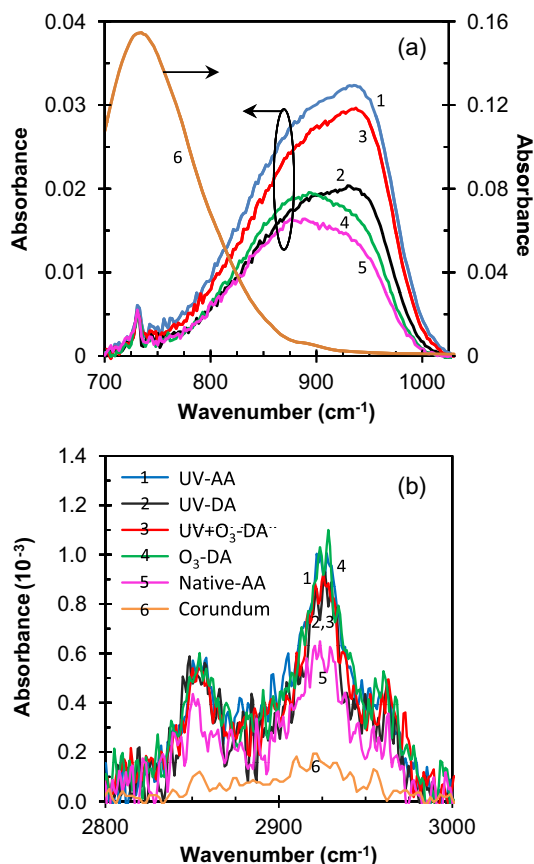 0.04
0.03
0.02
0.01
0
Absorbance
(a)
0.16
0.12
0.08
0.04
0
Absorbance
1
3
2
4
5
6
700
800
900
1000
Wavenumber (cm⁻¹)
1.4
1.2
1.0
0.8
0.6
0.4
0.2
0.0
Absorbance (10⁻³)
(b)
1 UV-AA
2 UV-DA
3 UV+O₃-DA
4 O₃-DA
5 Native-AA
6 Corundum
1
4
2,3
5
6
2800
2900
3000
Wavenumber (cm⁻¹)